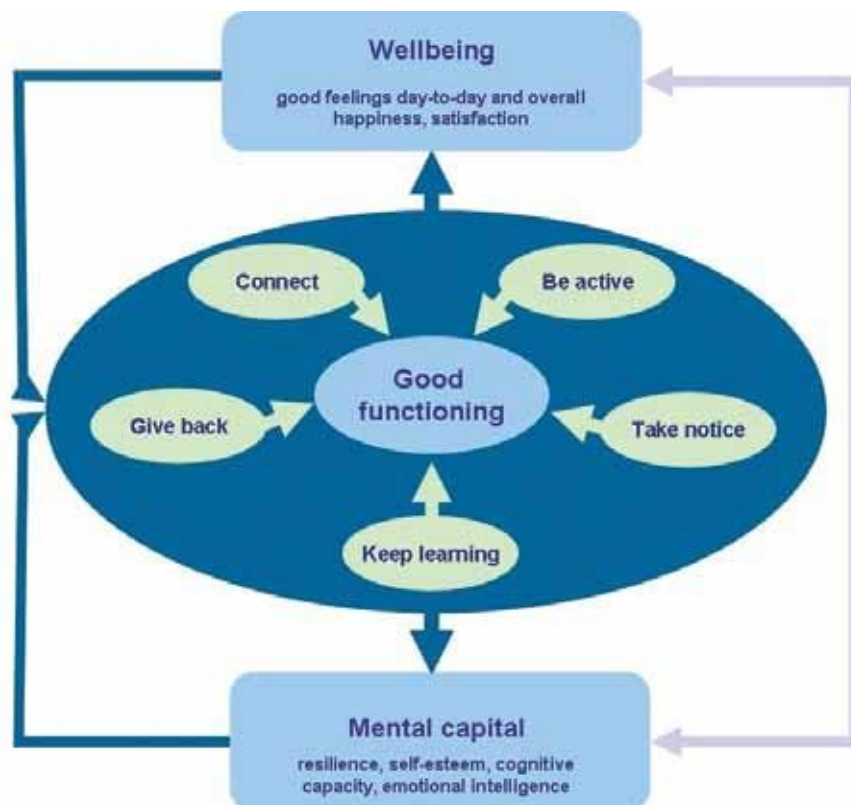 Wellbeing
good feelings day-to-day and overall
happiness, satisfaction
Connect
Be active
Good
functioning
Give back
Take notice
Keep learning
Mental capital
resilience, self-esteem, cognitive
capacity, emotional intelligence